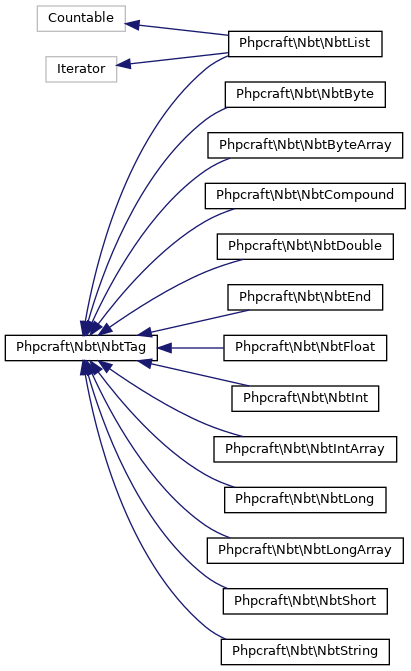 Countable
Iterator
Phpcraft\Nbt\NbtTag
Phpcraft\Nbt\NbtList
Phpcraft\Nbt\NbtByte
Phpcraft\Nbt\NbtByteArray
Phpcraft\Nbt\NbtCompound
Phpcraft\Nbt\NbtDouble
Phpcraft\Nbt\NbtEnd
Phpcraft\Nbt\NbtFloat
Phpcraft\Nbt\NbtInt
Phpcraft\Nbt\NbtIntArray
Phpcraft\Nbt\NbtLong
Phpcraft\Nbt\NbtLongArray
Phpcraft\Nbt\NbtShort
Phpcraft\Nbt\NbtString